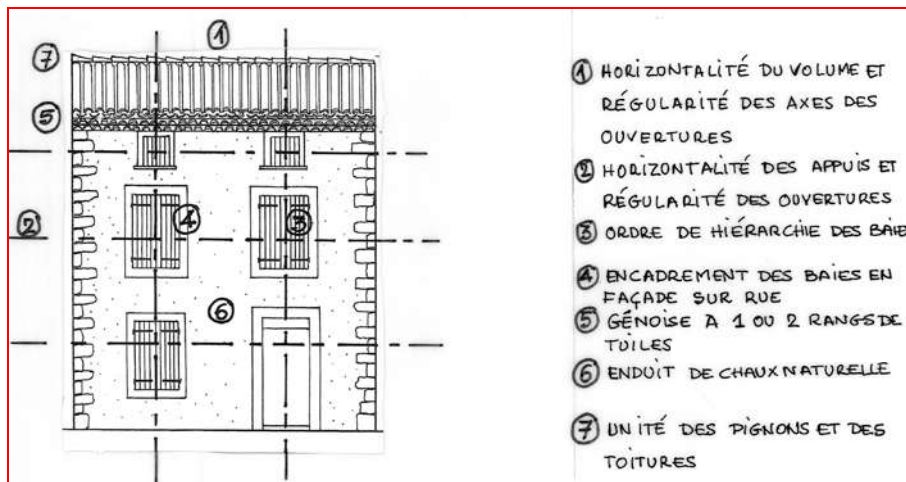 1
7
5
2
4
3
6
1 HORIZONTALITÉ DU VOLUME ET
RÉGULARITÉ DES AXES DES
OUVERTURES
2 HORIZONTALITÉ DES APPUIS ET
RÉGULARITÉ DES OUVERTURES
3 ORDRE DE HIÉRARCHIE DES BAIE
4 ENCADREMENT DES BAIES EN
FAÇADE SUR RUE
5 GÉNOISE A 1 OU 2 RANGS DE
TUILES
6 ENDUIT DE CHAUX NATURELLE
7 UNITÉ DES PIGNONS ET DES
TOITURES